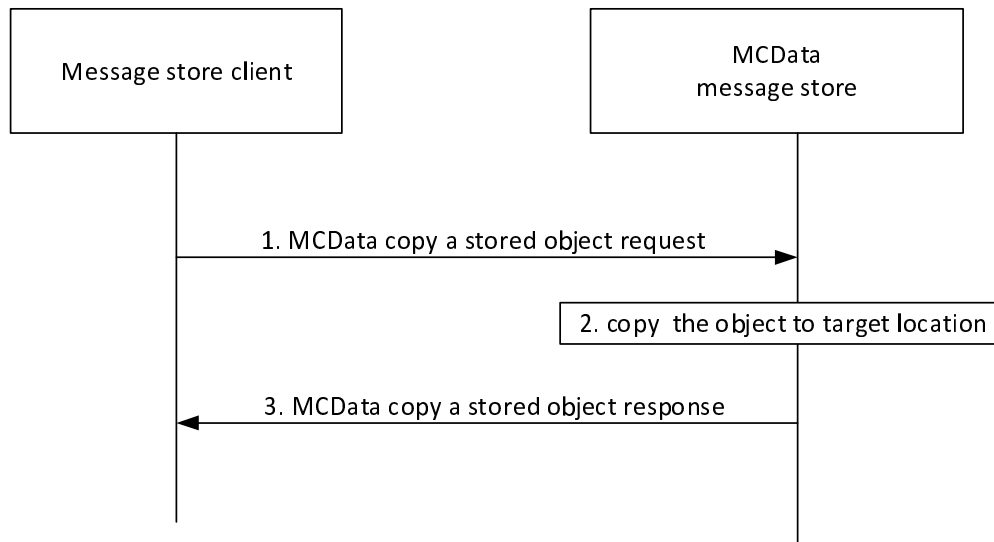 Message store client
MCData
message store
1. MCData copy a stored object request
2. copy  the object to target location
3. MCData copy a stored object response